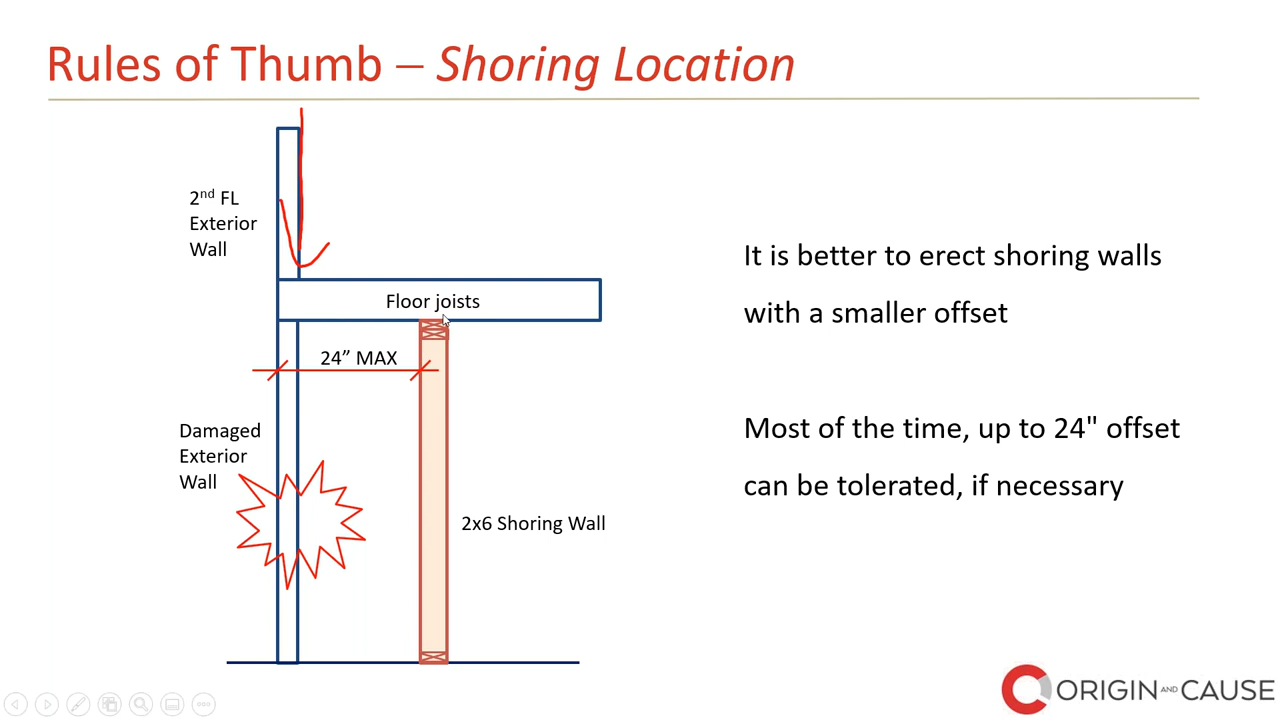 Rules of Thumb – Shoring Location
2nd FL
Exterior
Wall
Floor joists
24” MAX
Damaged
Exterior
Wall
2x6 Shoring Wall
It is better to erect shoring walls
with a smaller offset
Most of the time, up to 24" offset
can be tolerated, if necessary
ORIGIN AND CAUSE